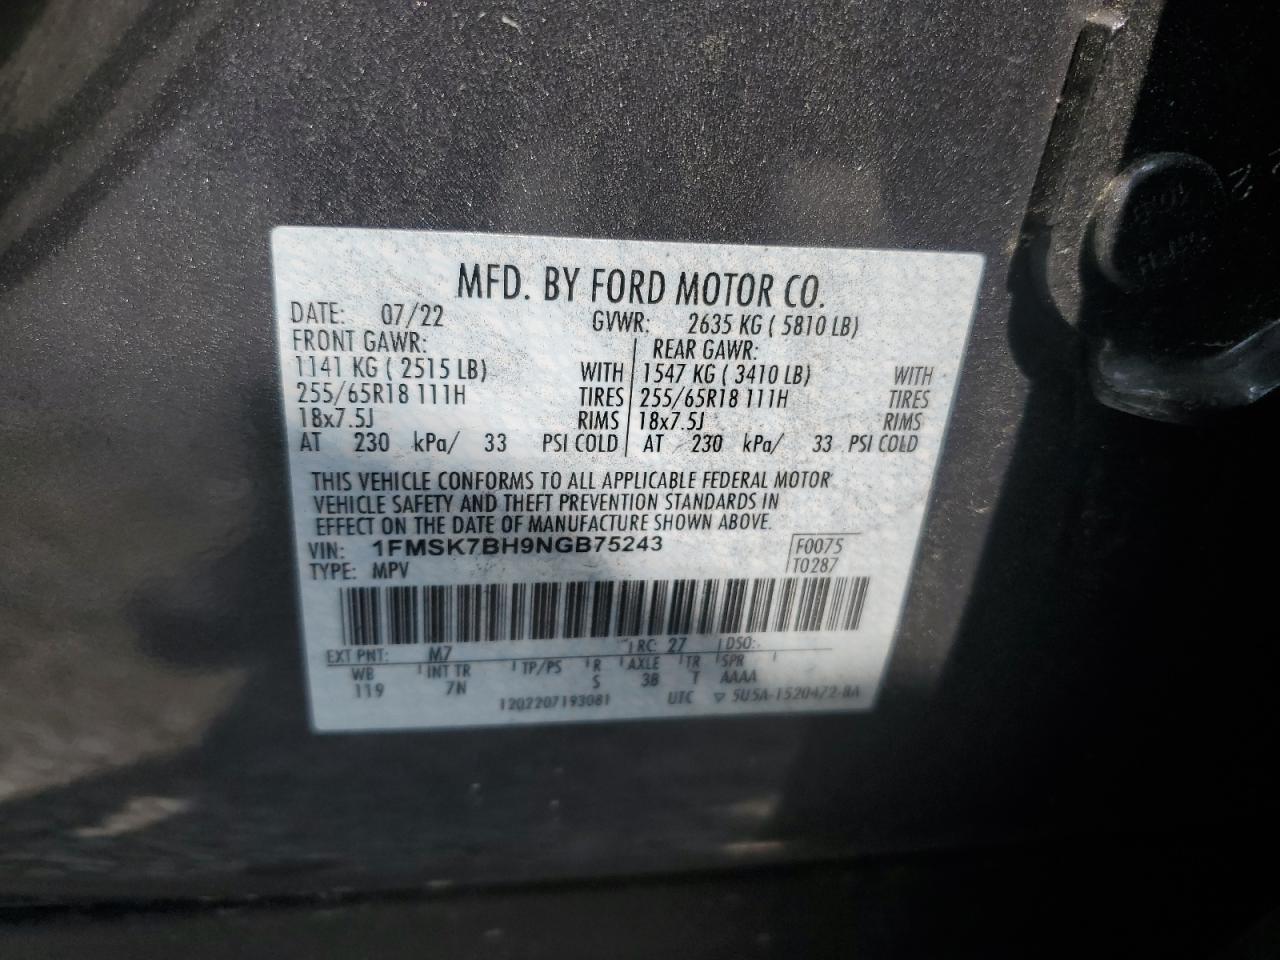 MFD. BY FORD MOTOR CO.
DATE: 07/22 GVWR: 2635 KG ( 5810 LB)
FRONT GAWR: REAR GAWR:
1141 KG ( 2515 LB) WITH 1547 KG ( 3410 LB) WITH
255/65R18 111H TIRES 255/65R18 111H TIRES
18x7.5J RIMS 18x7.5J RIMS
AT 230 kPa/ 33 PSI COLD AT 230 kPa/ 33 PSI COLD
THIS VEHICLE CONFORMS TO ALL APPLICABLE FEDERAL MOTOR
VEHICLE SAFETY AND THEFT PREVENTION STANDARDS IN
EFFECT ON THE DATE OF MANUFACTURE SHOWN ABOVE.
VIN: 1FMSK7BH9NGB75243 F0075
TYPE: MPV T0287
EXT PNT: M7 RC: 27 DSO:
WB INT TR TP/PS R AXLE TR SPR
119 7N S 38 T AAAA
1202207193081 UTC ▽ 5U5A-1520472-BA